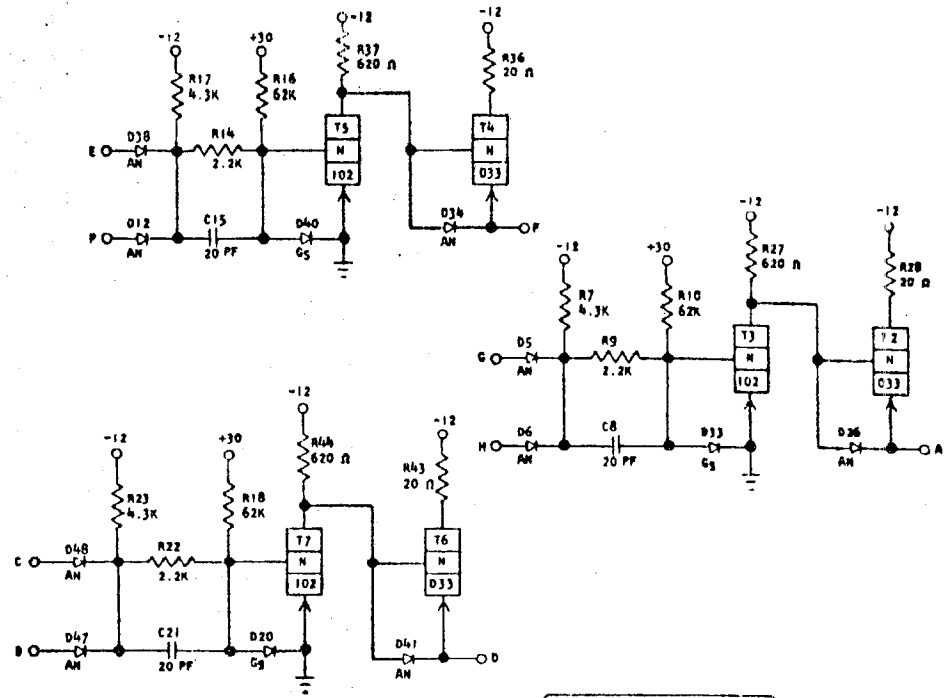 -12
-12
-12
+30
R37
620 Ω
R36
20 Ω
R17
4.3K
R16
62K
T5
N
102
T4
N
033
D38
AN
R14
2.2K
E
P
D12
AN
C15
20 PF
D40
GS
D34
AN
F
-12
-12
R27
620 Ω
R28
20 Ω
-12
+30
R7
4.3K
R10
62K
T3
N
102
T2
N
033
G
D5
AN
R9
2.2K
H
D6
AN
C8
20 PF
D33
GS
D26
AN
A
-12
-12
R44
620 Ω
R43
20 Ω
-12
+30
R23
4.3K
R18
62K
T7
N
102
T6
N
D33
C
D48
AN
R22
2.2K
B
D47
AN
C21
20 PF
D20
GS
D41
AN
D